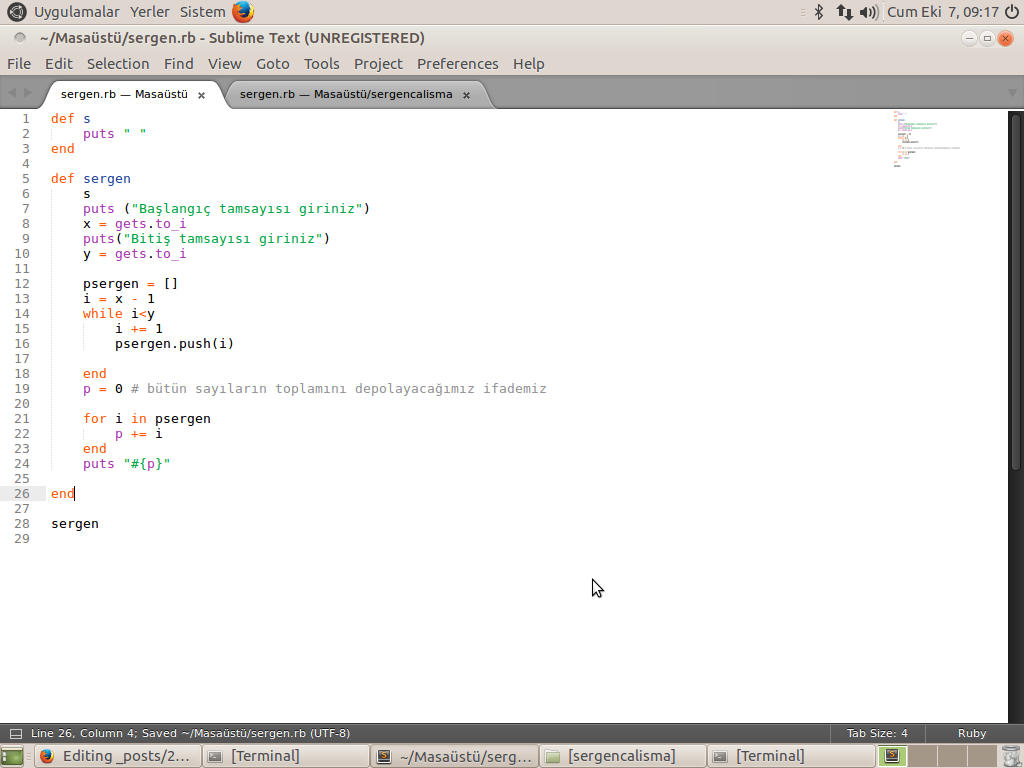 Uygulamalar Yerler Sistem Cum Eki 7, 09:17
~/Masaüstü/sergen.rb - Sublime Text (UNREGISTERED)
File Edit Selection Find View Goto Tools Project Preferences Help
sergen.rb — Masaüstü × sergen.rb — Masaüstü/sergencalisma ×
1 def s
2 puts " "
3 end
4
5 def sergen
6 s
7 puts ("Başlangıç tamsayısı giriniz")
8 x = gets.to_i
9 puts("Bitiş tamsayısı giriniz")
10 y = gets.to_i
11
12 psergen = []
13 i = x - 1
14 while i<y
15 i += 1
16 psergen.push(i)
17
18 end
19 p = 0 # bütün sayıların toplamını depolayacağımız ifademiz
20
21 for i in psergen
22 p += i
23 end
24 puts "#{p}"
25
26 end
27
28 sergen
29
Line 26, Column 4; Saved ~/Masaüstü/sergen.rb (UTF-8) Tab Size: 4 Ruby
Editing _posts/2... [Terminal] ~/Masaüstü/serg... [sergencalisma] [Terminal]